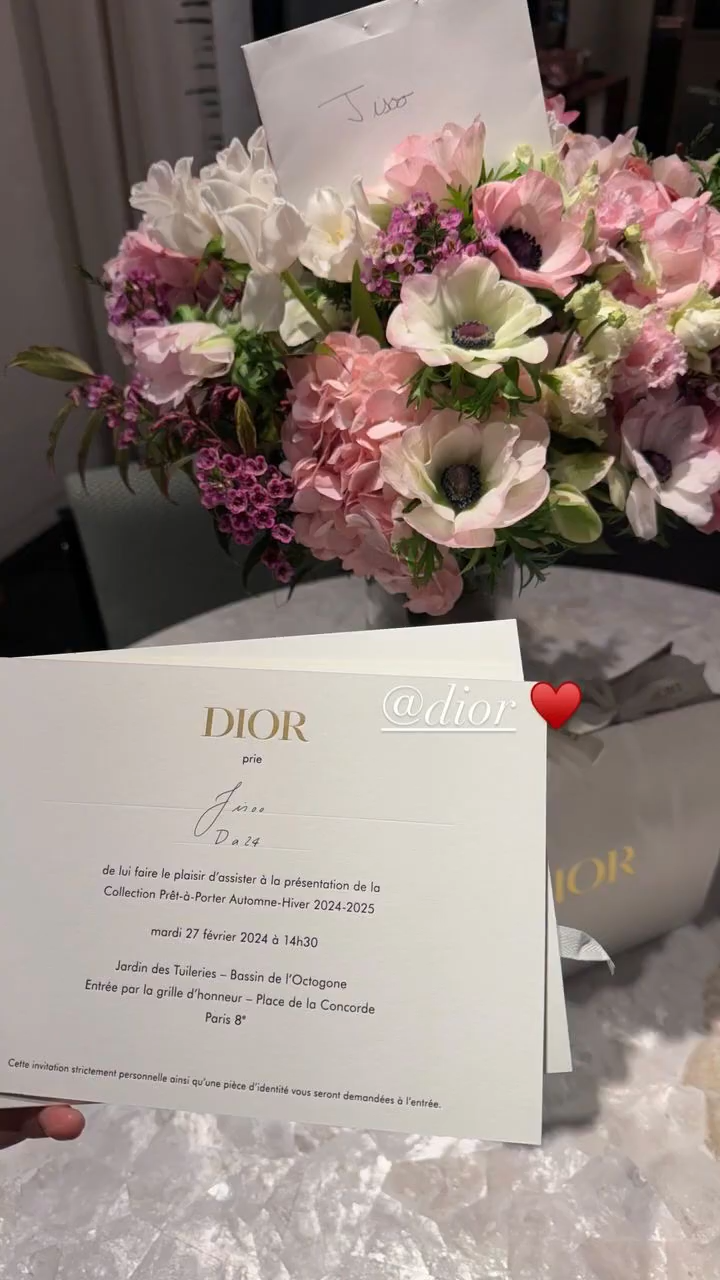 Jisoo
DIOR
@dior
prie
Jisoo
Da24
de lui faire le plaisir d'assister à la présentation de la
Collection Prêt-à-Porter Automne-Hiver 2024-2025
mardi 27 février 2024 à 14h30
Jardin des Tuileries – Bassin de l'Octogone
Entrée par la grille d'honneur – Place de la Concorde
Paris 8ᵉ
Cette invitation strictement personnelle ainsi qu'une pièce d'identité vous seront demandées à l'entrée.
DIOR